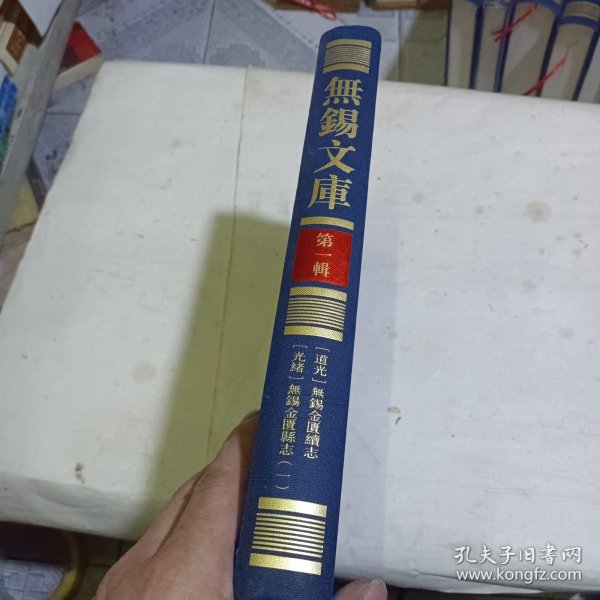 無錫文庫
第一輯
［道光］無錫金匱續志
［光緒］無錫金匱縣志（一）
孔夫子旧書网
www.kongfz.com